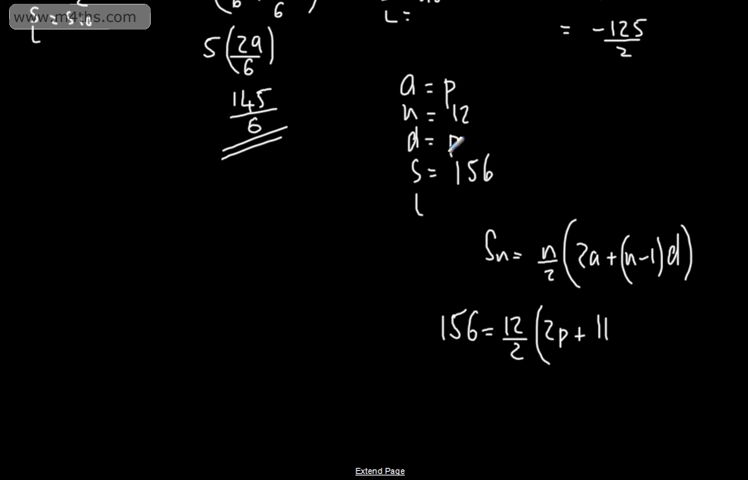 www.m4ths.com
5(29/6)
145/6
= -125/2
a = p
n = 12
d = p
S = 156
l
Sn = n/2 (2a + (n-1)d)
156 = 12/2 (2p + 11
Extend Page